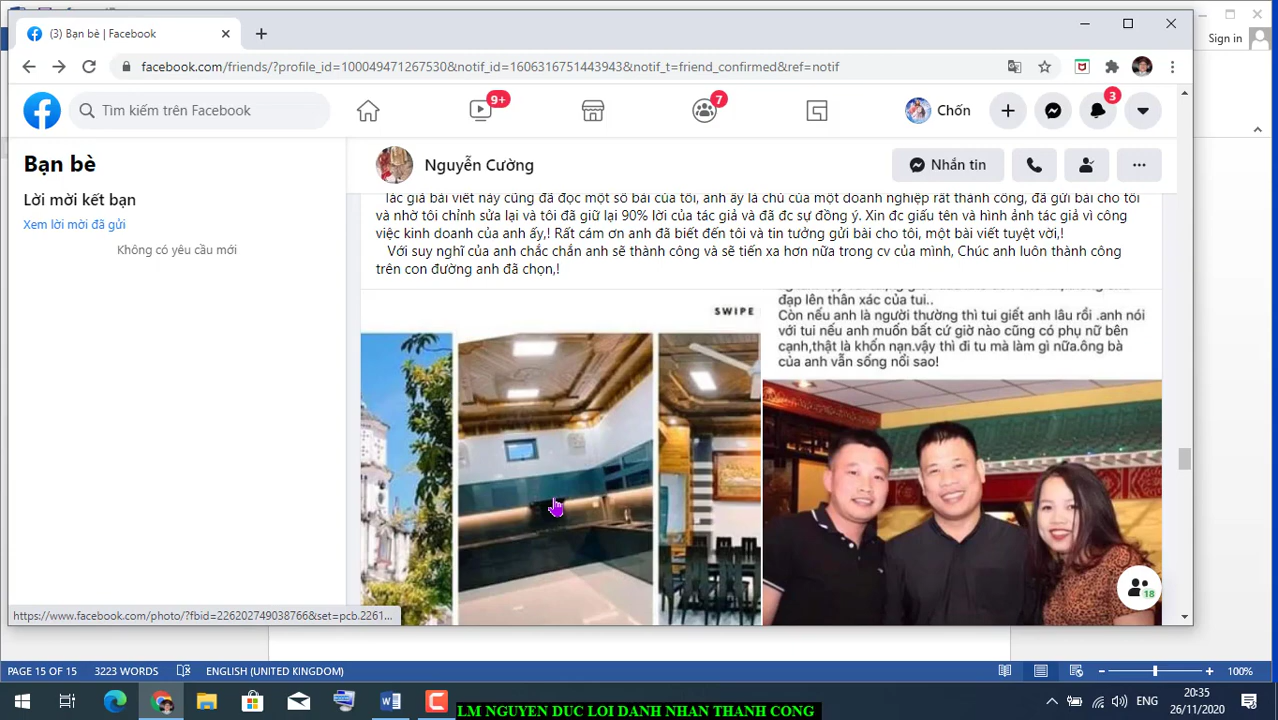 Sign in
(3) Bạn bè | Facebook
facebook.com/friends/?profile_id=100049471267530&notif_id=1606316751443943&notif_t=friend_confirmed&ref=notif
Tìm kiếm trên Facebook
9+
7
Chốn
3
Bạn bè
Lời mời kết bạn
Xem lời mời đã gửi
Không có yêu cầu mới
Nguyễn Cường
Nhắn tin
Tác giả bài viết này cũng đã đọc một số bài của tôi, anh ấy là chủ của một doanh nghiệp rất thành công, đã gửi bài cho tôi
và nhờ tôi chỉnh sửa lại và tôi đã giữ lại 90% lời của tác giả và đã đc sự đồng ý. Xin đc giấu tên và hình ảnh tác giả vì công
việc kinh doanh của anh ấy,! Rất cám ơn anh đã biết đến tôi và tin tưởng gửi bài cho tôi, một bài viết tuyệt vời,!
Với suy nghĩ của anh chắc chắn anh sẽ thành công và sẽ tiến xa hơn nữa trong cv của mình, Chúc anh luôn thành công
trên con đường anh đã chọn,!
SWIPE
đạp lên thân xác của tui..
Còn nếu anh là người thường thì tui giết anh lâu rồi .anh nói
với tui nếu anh muốn bất cứ giờ nào cũng có phụ nữ bên
cạnh,thật là khốn nạn.vậy thì đi tu mà làm gì nữa.ông bà
của anh vẫn sống nổi sao!
18
https://www.facebook.com/photo/?fbid=226202749038766&set=pcb.2261...
PAGE 15 OF 15
3223 WORDS
ENGLISH (UNITED KINGDOM)
100%
ENG
20:35
26/11/2020
LM NGUYEN DUC LOI DANH NHAN THANH CONG